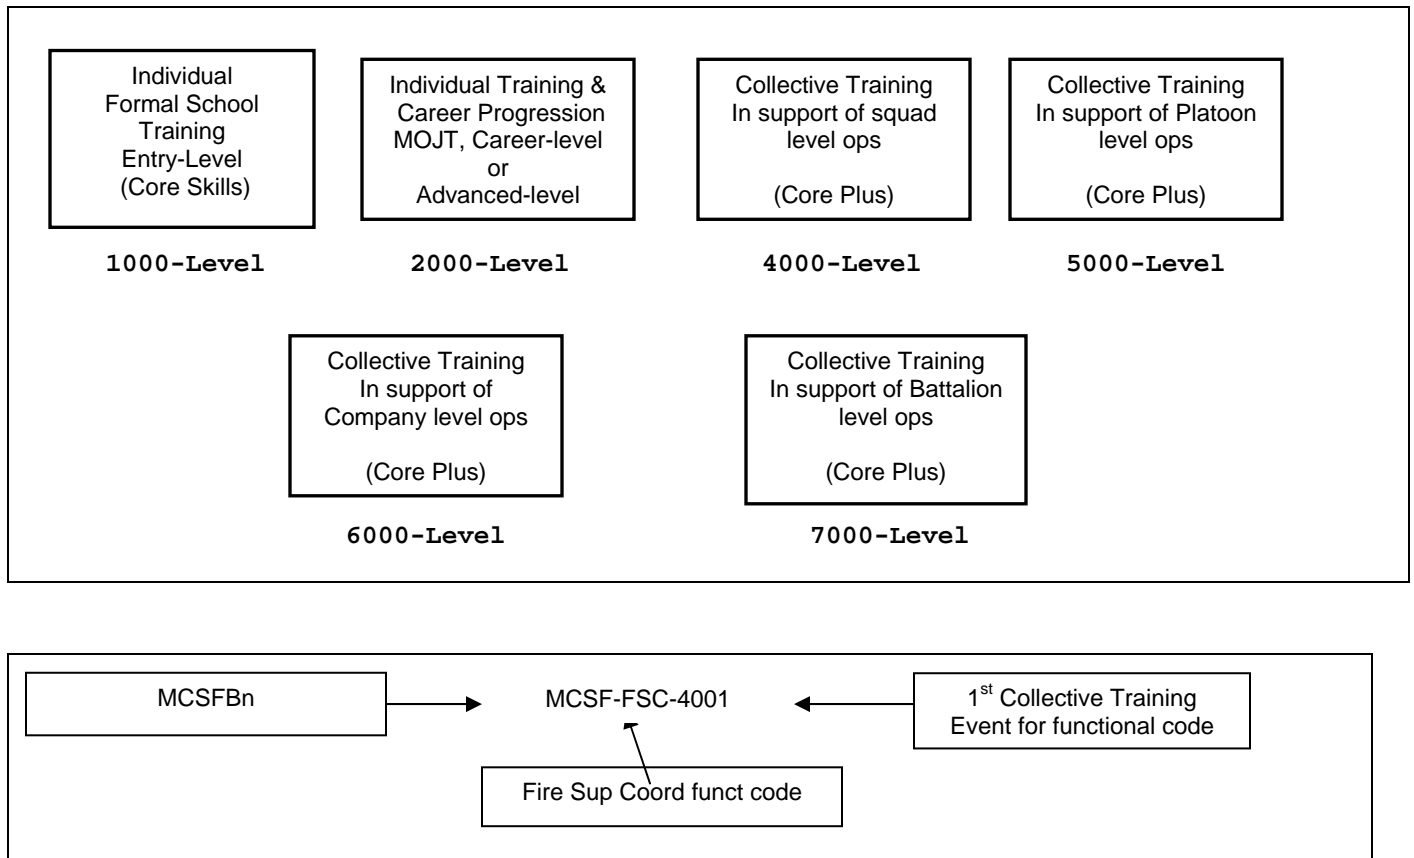 Individual
Formal School
Training
Entry-Level
(Core Skills)
1000-Level
Individual Training &
Career Progression
MOJT, Career-level
or
Advanced-level
2000-Level
Collective Training
In support of squad
level ops
(Core Plus)
4000-Level
Collective Training
In support of Platoon
level ops
(Core Plus)
5000-Level
Collective Training
In support of
Company level ops
(Core Plus)
6000-Level
Collective Training
In support of Battalion
level ops
(Core Plus)
7000-Level
MCSFBn
MCSF-FSC-4001
1st Collective Training
Event for functional code
Fire Sup Coord funct code